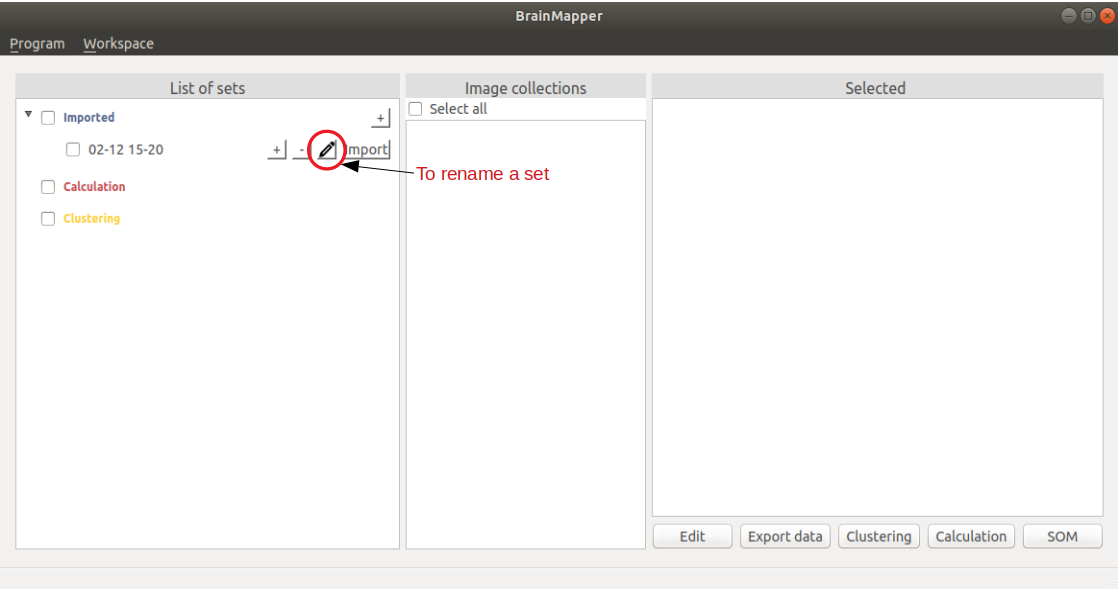 BrainMapper
Program Workspace
List of sets
Image collections
Selected
Select all
Imported +
02-12 15-20 + - mport
To rename a set
Calculation
Clustering
Edit Export data Clustering Calculation SOM